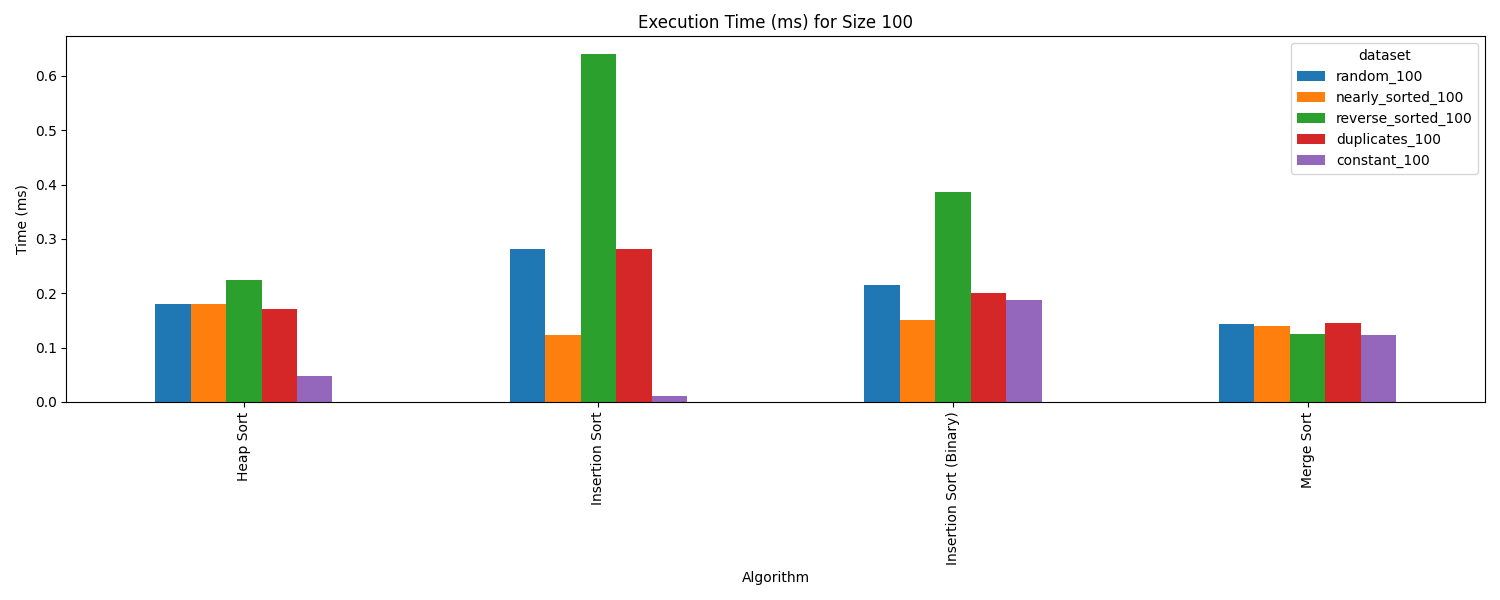 Execution Time (ms) for Size 100
dataset
random_100
nearly_sorted_100
reverse_sorted_100
duplicates_100
constant_100
Time (ms)
0.6
0.5
0.4
0.3
0.2
0.1
0.0
Heap Sort
Insertion Sort
Insertion Sort (Binary)
Merge Sort
Algorithm